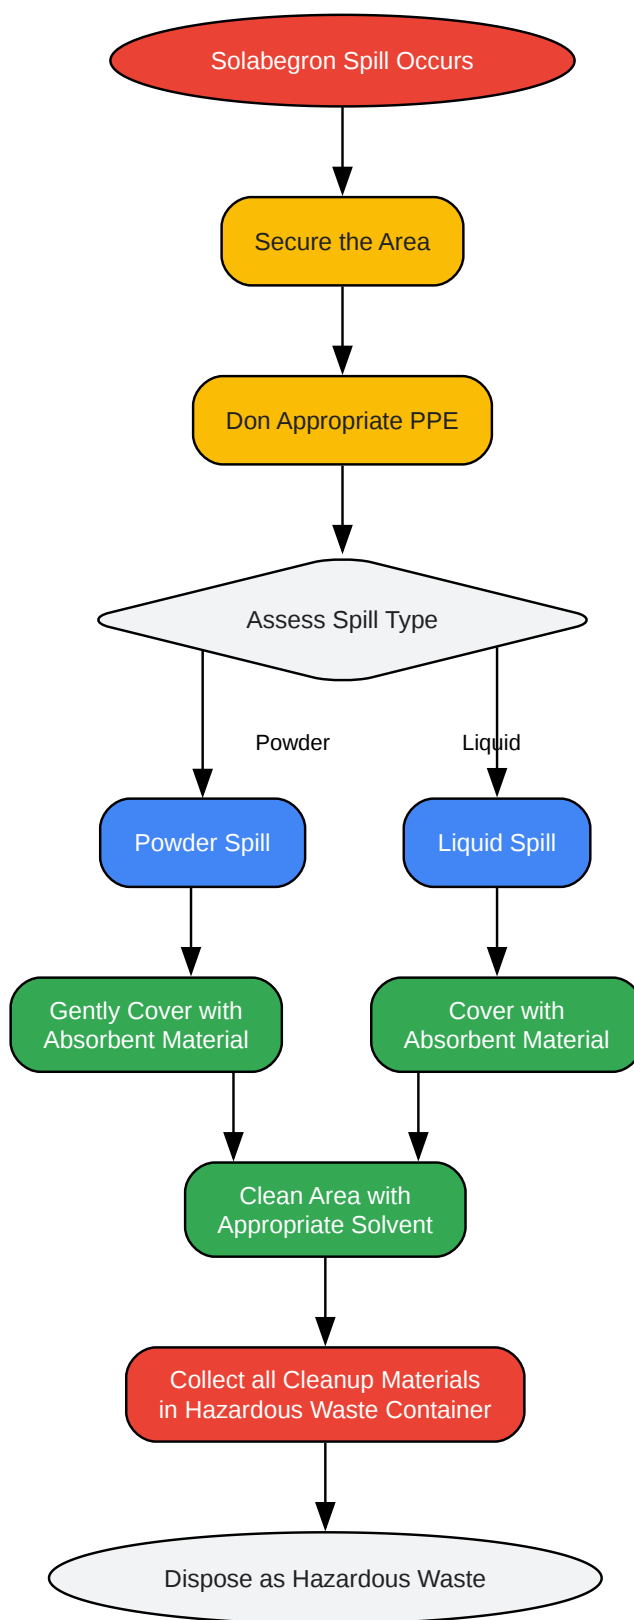 Solabegron Spill Occurs
Secure the Area
Don Appropriate PPE
Assess Spill Type
Powder
Liquid
Powder Spill
Liquid Spill
Gently Cover with
Absorbent Material
Cover with
Absorbent Material
Clean Area with
Appropriate Solvent
Collect all Cleanup Materials
in Hazardous Waste Container
Dispose as Hazardous Waste